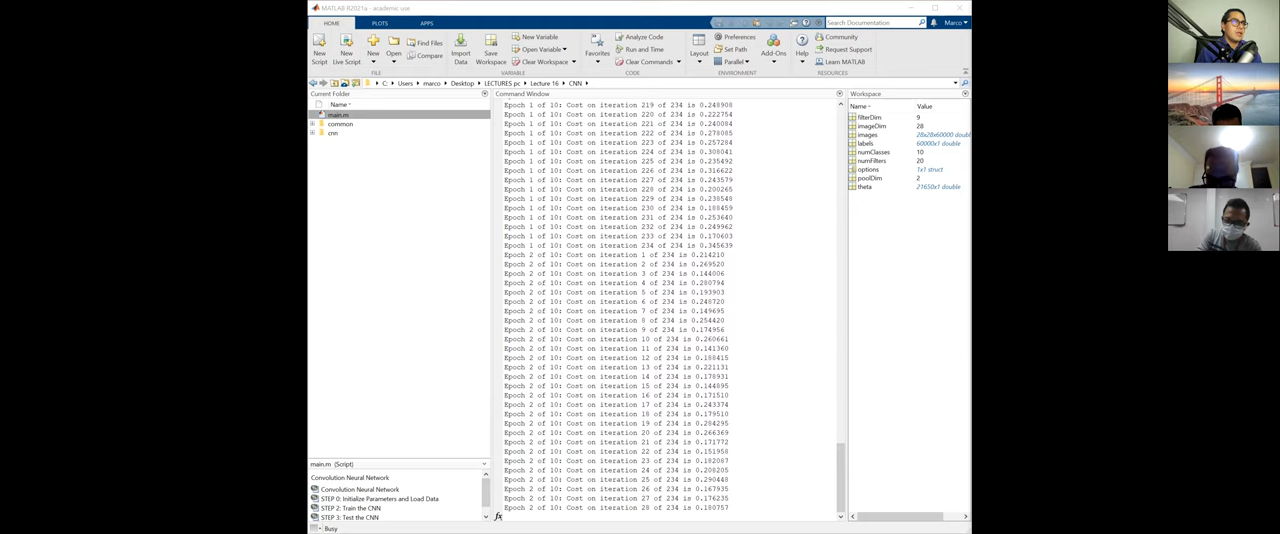 MATLAB R2021a - academic use
HOME PLOTS APPS
Search Documentation
Marco
New Script
New Live Script
New
Open
Find Files
Compare
Import Data
Save Workspace
New Variable
Open Variable
Clear Workspace
Favorites
Analyze Code
Run and Time
Clear Commands
Layout
Preferences
Set Path
Parallel
Add-Ons
Help
Community
Request Support
Learn MATLAB
FILE VARIABLE CODE ENVIRONMENT RESOURCES
C: Users marco Desktop LECTURES pc Lecture 16 CNN
Current Folder
Name
main.m
common
cnn
main.m (Script)
Convolution Neural Network
Convolution Neural Network
STEP 0: Initialize Parameters and Load Data
STEP 2: Train the CNN
STEP 3: Test the CNN
Busy
Command Window
Epoch 1 of 10: Cost on iteration 219 of 234 is 0.248908
Epoch 1 of 10: Cost on iteration 220 of 234 is 0.222754
Epoch 1 of 10: Cost on iteration 221 of 234 is 0.240084
Epoch 1 of 10: Cost on iteration 222 of 234 is 0.278085
Epoch 1 of 10: Cost on iteration 223 of 234 is 0.257284
Epoch 1 of 10: Cost on iteration 224 of 234 is 0.308041
Epoch 1 of 10: Cost on iteration 225 of 234 is 0.235492
Epoch 1 of 10: Cost on iteration 226 of 234 is 0.316622
Epoch 1 of 10: Cost on iteration 227 of 234 is 0.243579
Epoch 1 of 10: Cost on iteration 228 of 234 is 0.200265
Epoch 1 of 10: Cost on iteration 229 of 234 is 0.238548
Epoch 1 of 10: Cost on iteration 230 of 234 is 0.188459
Epoch 1 of 10: Cost on iteration 231 of 234 is 0.253640
Epoch 1 of 10: Cost on iteration 232 of 234 is 0.249962
Epoch 1 of 10: Cost on iteration 233 of 234 is 0.170603
Epoch 1 of 10: Cost on iteration 234 of 234 is 0.345639
Epoch 2 of 10: Cost on iteration 1 of 234 is 0.214210
Epoch 2 of 10: Cost on iteration 2 of 234 is 0.269520
Epoch 2 of 10: Cost on iteration 3 of 234 is 0.144006
Epoch 2 of 10: Cost on iteration 4 of 234 is 0.280794
Epoch 2 of 10: Cost on iteration 5 of 234 is 0.193903
Epoch 2 of 10: Cost on iteration 6 of 234 is 0.248720
Epoch 2 of 10: Cost on iteration 7 of 234 is 0.149695
Epoch 2 of 10: Cost on iteration 8 of 234 is 0.254420
Epoch 2 of 10: Cost on iteration 9 of 234 is 0.174956
Epoch 2 of 10: Cost on iteration 10 of 234 is 0.260661
Epoch 2 of 10: Cost on iteration 11 of 234 is 0.141360
Epoch 2 of 10: Cost on iteration 12 of 234 is 0.188415
Epoch 2 of 10: Cost on iteration 13 of 234 is 0.221131
Epoch 2 of 10: Cost on iteration 14 of 234 is 0.178931
Epoch 2 of 10: Cost on iteration 15 of 234 is 0.144895
Epoch 2 of 10: Cost on iteration 16 of 234 is 0.171510
Epoch 2 of 10: Cost on iteration 17 of 234 is 0.243374
Epoch 2 of 10: Cost on iteration 18 of 234 is 0.179510
Epoch 2 of 10: Cost on iteration 19 of 234 is 0.284295
Epoch 2 of 10: Cost on iteration 20 of 234 is 0.266369
Epoch 2 of 10: Cost on iteration 21 of 234 is 0.171772
Epoch 2 of 10: Cost on iteration 22 of 234 is 0.151958
Epoch 2 of 10: Cost on iteration 23 of 234 is 0.182087
Epoch 2 of 10: Cost on iteration 24 of 234 is 0.208205
Epoch 2 of 10: Cost on iteration 25 of 234 is 0.290448
Epoch 2 of 10: Cost on iteration 26 of 234 is 0.167935
Epoch 2 of 10: Cost on iteration 27 of 234 is 0.176235
Epoch 2 of 10: Cost on iteration 28 of 234 is 0.180757
fx
Workspace
Name Value
filterDim 9
imageDim 28
images 28x28x60000 doubl
labels 60000x1 double
numClasses 10
numFilters 20
options 1x1 struct
poolDim 2
theta 21650x1 double